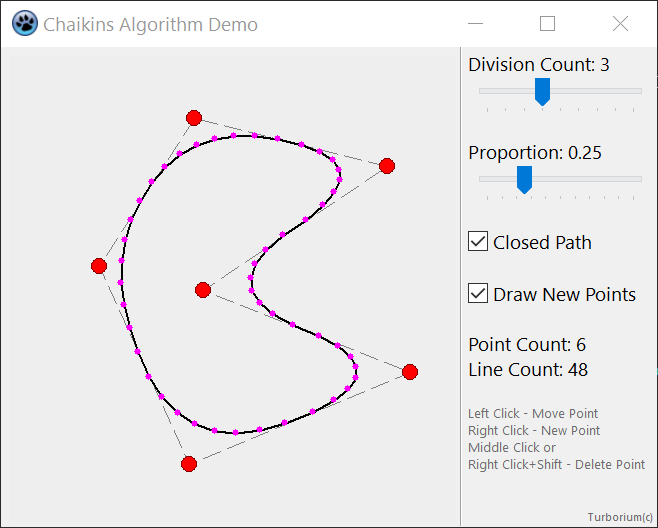 Chaikins Algorithm Demo
Division Count: 3
Proportion: 0.25
Closed Path
Draw New Points
Point Count: 6
Line Count: 48
Left Click - Move Point
Right Click - New Point
Middle Click or
Right Click+Shift - Delete Point
Turborium(c)